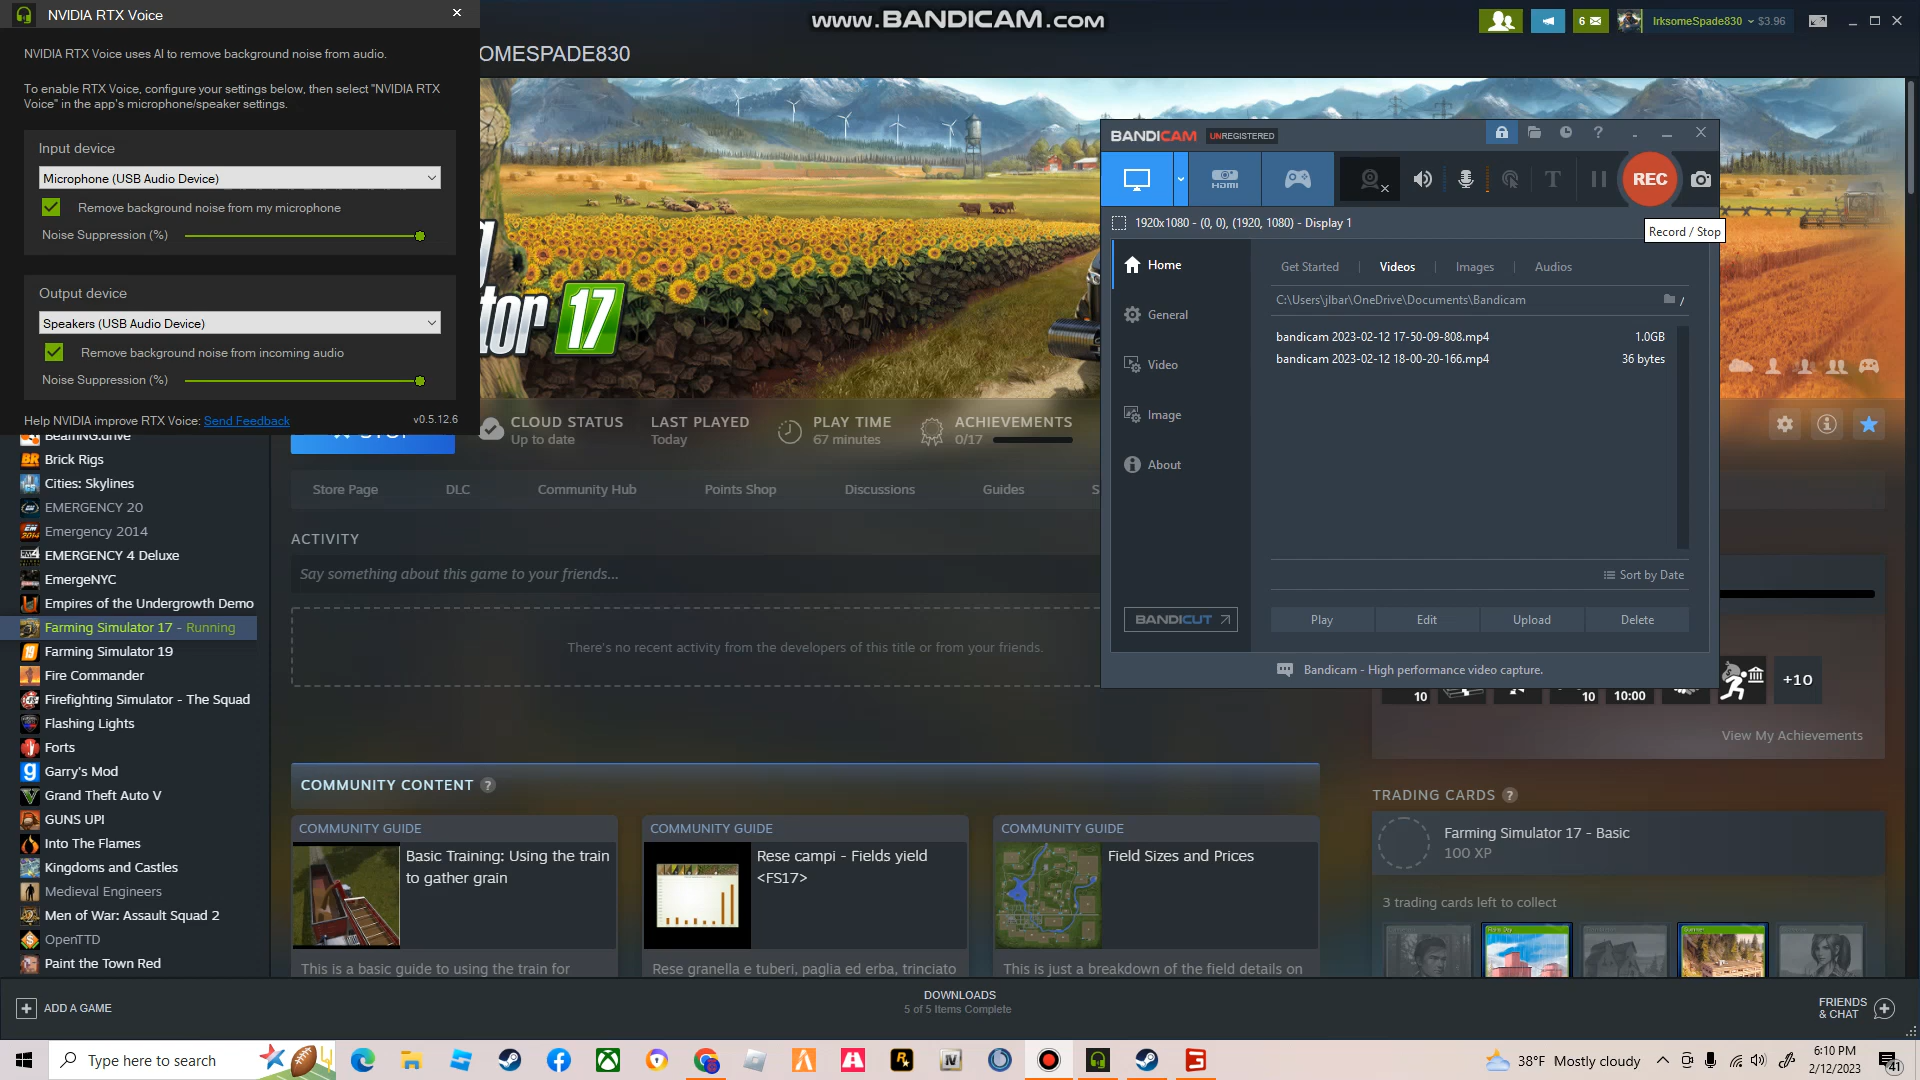 NVIDIA RTX Voice
NVIDIA RTX Voice uses AI to remove background noise from audio.
To enable RTX Voice, configure your settings below, then select "NVIDIA RTX
Voice" in the app's microphone/speaker settings.
Input device
Microphone (USB Audio Device)
Remove background noise from my microphone
Noise Suppression (%)
Output device
Speakers (USB Audio Device)
Remove background noise from incoming audio
Noise Suppression (%)
Help NVIDIA improve RTX Voice: Send Feedback
v0.5.12.6
www.BANDICAM.com
6
IrksomeSpade830
$3.96
OMESPADE830
17
BANDICAM UNREGISTERED
HDMI
T
REC
Record / Stop
1920x1080 - (0, 0), (1920, 1080) - Display 1
Home
General
Video
Image
About
BANDICUT
Get Started
Videos
Images
Audios
C:\Users\jlbar\OneDrive\Documents\Bandicam
/
bandicam 2023-02-12 17-50-09-808.mp4
1.0GB
bandicam 2023-02-12 18-00-20-166.mp4
36 bytes
Sort by Date
Play
Edit
Upload
Delete
Bandicam - High performance video capture.
CLOUD STATUS
Up to date
LAST PLAYED
Today
PLAY TIME
67 minutes
ACHIEVEMENTS
0/17
Store Page
DLC
Community Hub
Points Shop
Discussions
Guides
S
ACTIVITY
Say something about this game to your friends...
There's no recent activity from the developers of this title or from your friends.
10
10
10:00
+10
View My Achievements
BeamNG.drive
Brick Rigs
Cities: Skylines
EMERGENCY 20
Emergency 2014
EMERGENCY 4 Deluxe
EmergeNYC
Empires of the Undergrowth Demo
Farming Simulator 17 - Running
Farming Simulator 19
Fire Commander
Firefighting Simulator - The Squad
Flashing Lights
Forts
Garry's Mod
Grand Theft Auto V
GUNS UP!
Into The Flames
Kingdoms and Castles
Medieval Engineers
Men of War: Assault Squad 2
OpenTTD
Paint the Town Red
COMMUNITY CONTENT ?
COMMUNITY GUIDE
Basic Training: Using the train
to gather grain
This is a basic guide to using the train for
COMMUNITY GUIDE
Rese campi - Fields yield
<FS17>
Rese granella e tuberi, paglia ed erba, trinciato
COMMUNITY GUIDE
Field Sizes and Prices
This is just a breakdown of the field details on
TRADING CARDS ?
Farming Simulator 17 - Basic
100 XP
3 trading cards left to collect
ADD A GAME
DOWNLOADS
5 of 5 Items Complete
FRIENDS
& CHAT
Type here to search
38°F Mostly cloudy
6:10 PM
2/12/2023
41